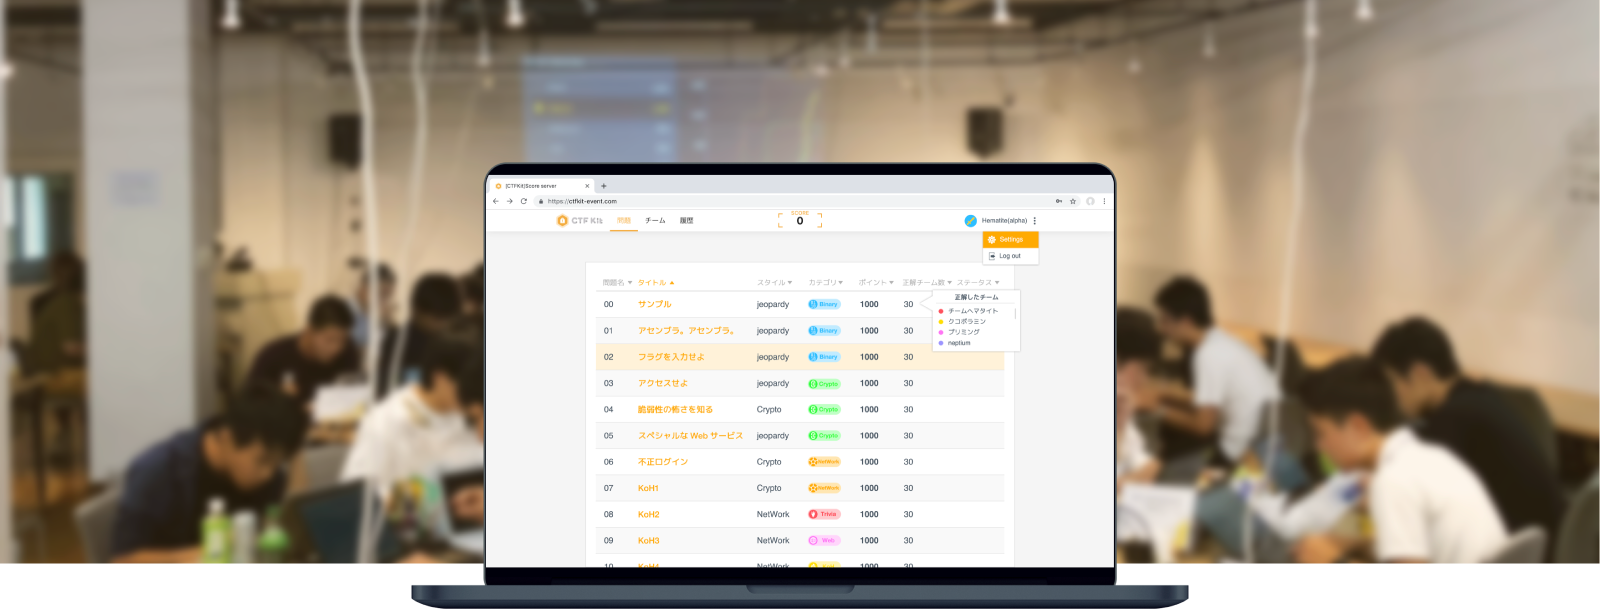 [CTFKit]Score server
https://ctfkit-event.com
CTF Kit 問題 チーム 履歴 SCORE 0 Hematite(alpha)
Settings
Log out
問題名 タイトル スタイル カテゴリ ポイント 正解チーム数 ステータス
00 サンプル jeopardy Binary 1000 30
正解したチーム
チームヘマタイト
クコボラミン
プリミング
neptium
01 アセンブラ。アセンブラ。 jeopardy Binary 1000 30
02 フラグを入力せよ jeopardy Binary 1000 30
03 アクセスせよ jeopardy Crypto 1000 30
04 脆弱性の怖さを知る Crypto Crypto 1000 30
05 スペシャルな Web サービス jeopardy Crypto 1000 30
06 不正ログイン Crypto NetWork 1000 30
07 KoH1 Crypto NetWork 1000 30
08 KoH2 NetWork Trivia 1000 30
09 KoH3 NetWork Web 1000 30
10 KoH4 NetWork 1000 30